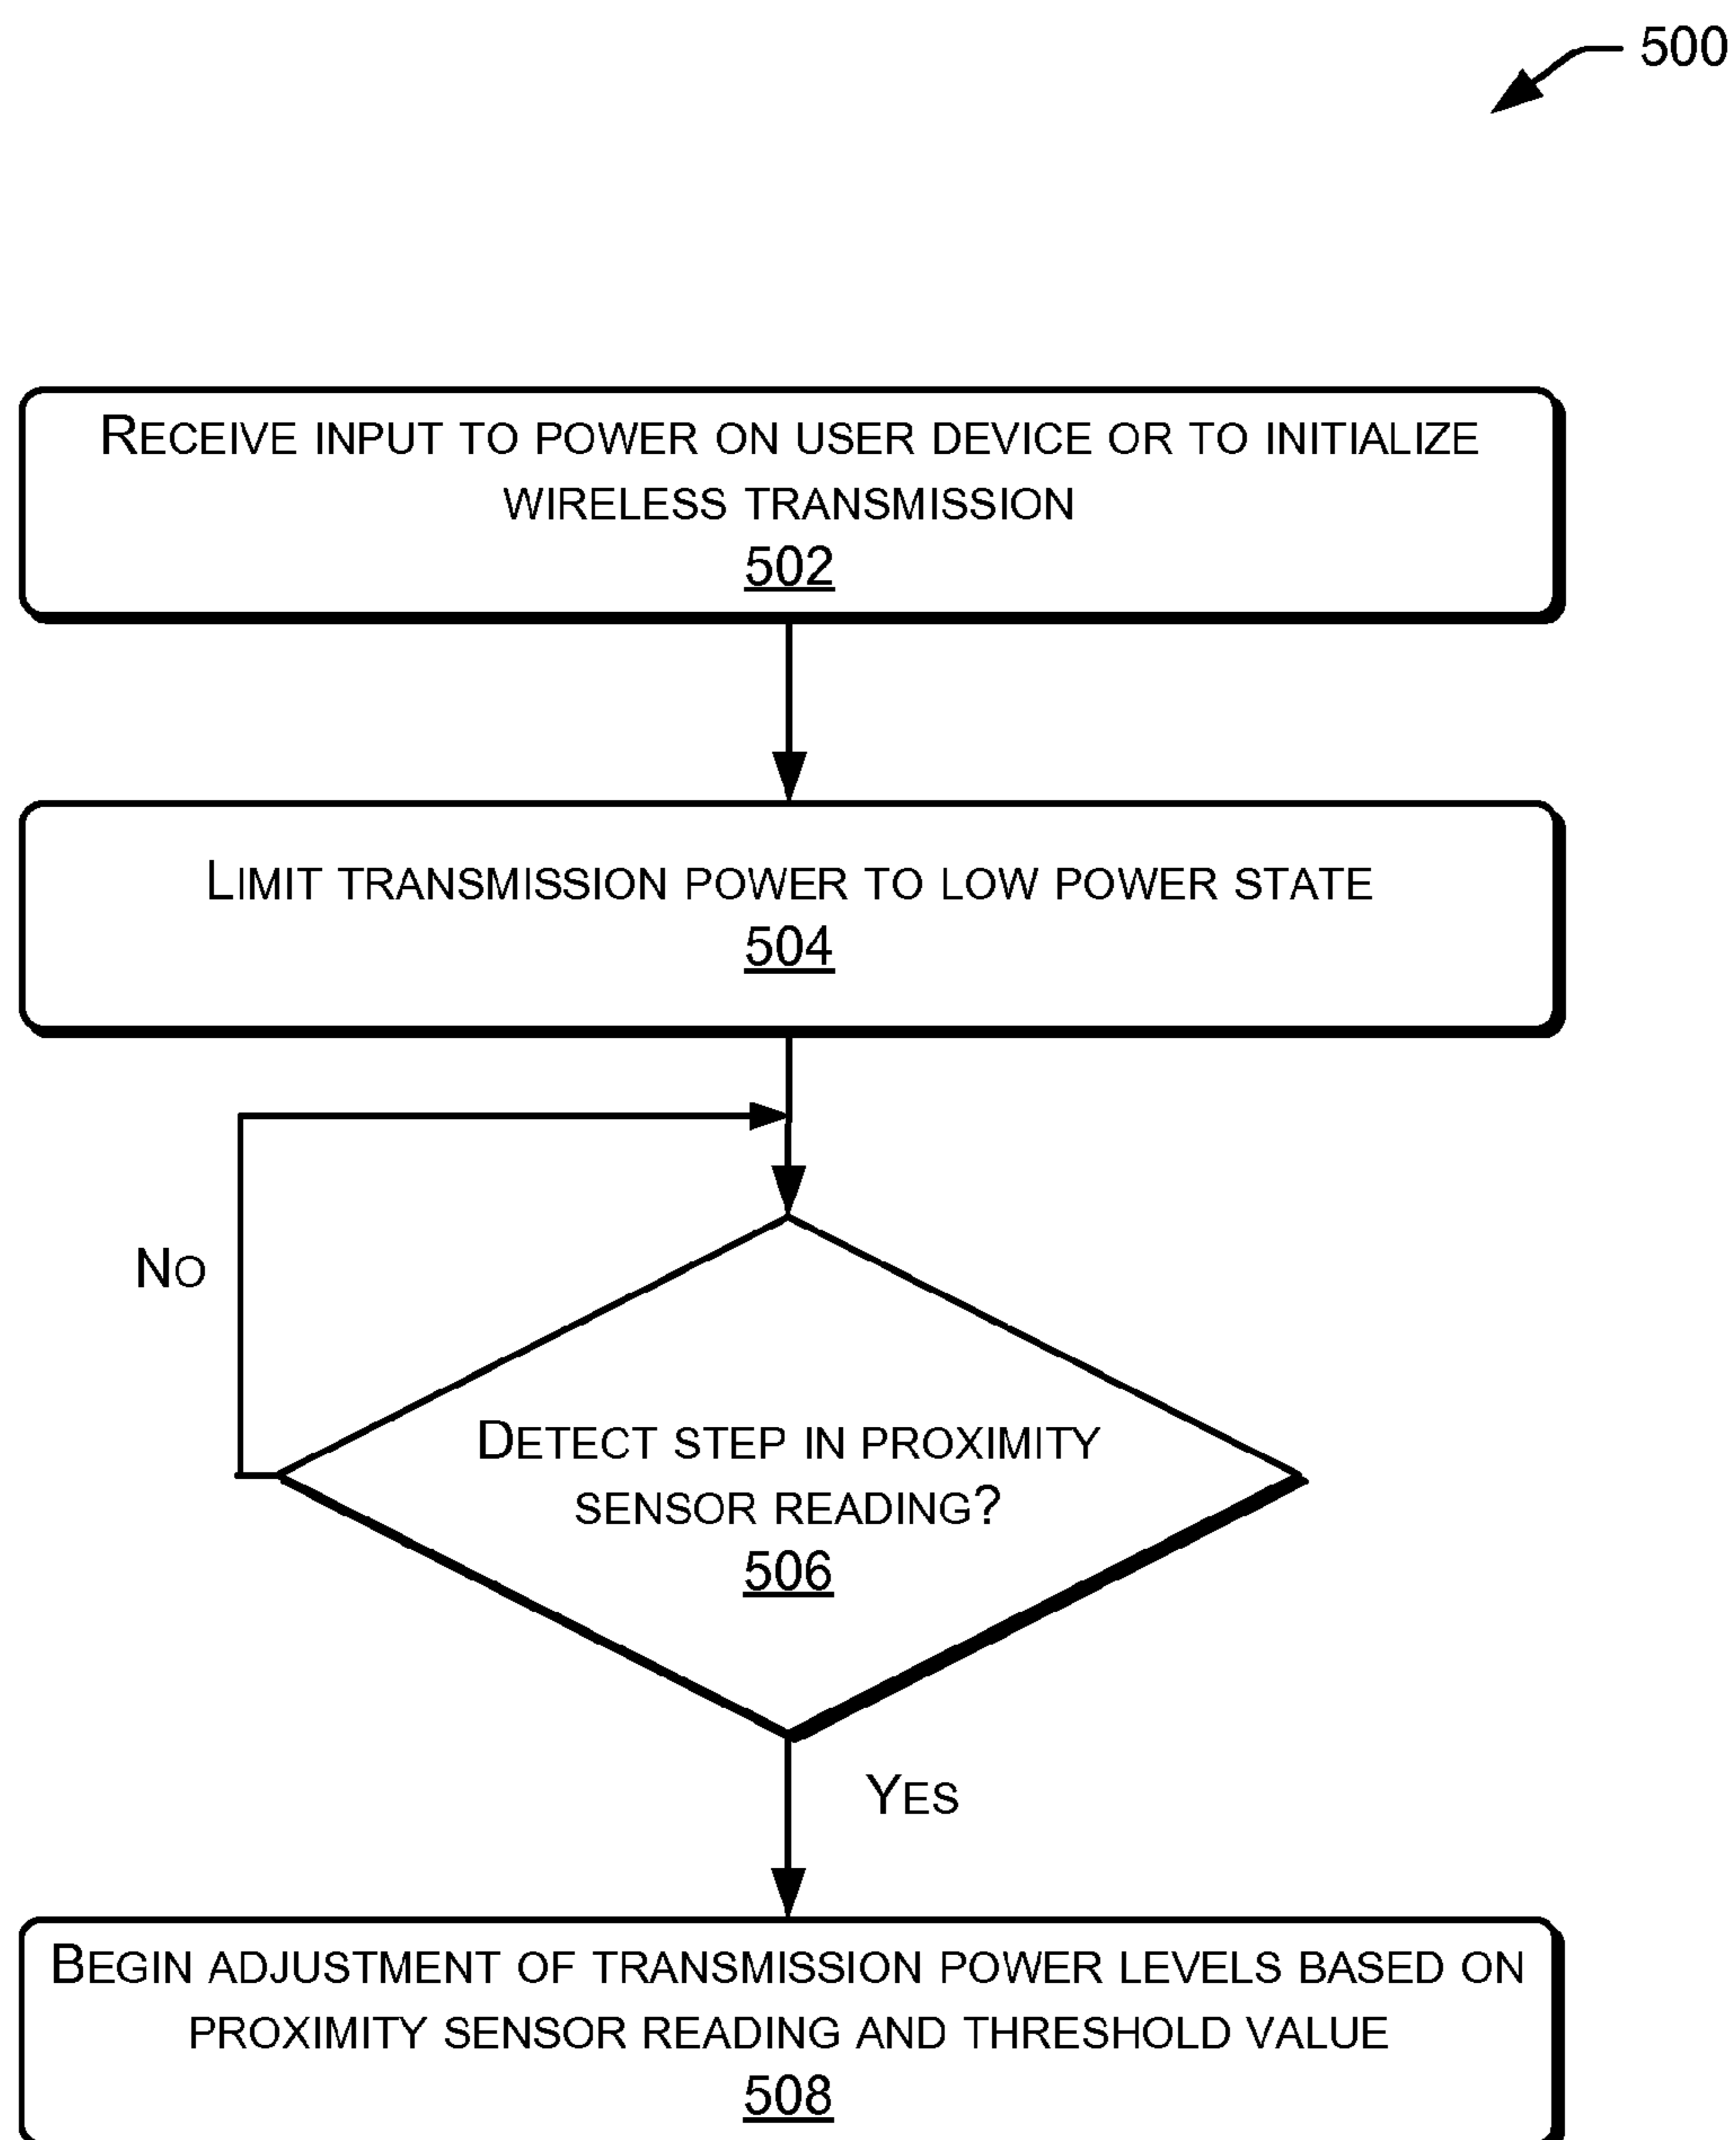 500
RECEIVE INPUT TO POWER ON USER DEVICE OR TO INITIALIZE
WIRELESS TRANSMISSION
502
LIMIT TRANSMISSION POWER TO LOW POWER STATE
504
NO
DETECT STEP IN PROXIMITY
SENSOR READING?
506
YES
BEGIN ADJUSTMENT OF TRANSMISSION POWER LEVELS BASED ON
PROXIMITY SENSOR READING AND THRESHOLD VALUE
508